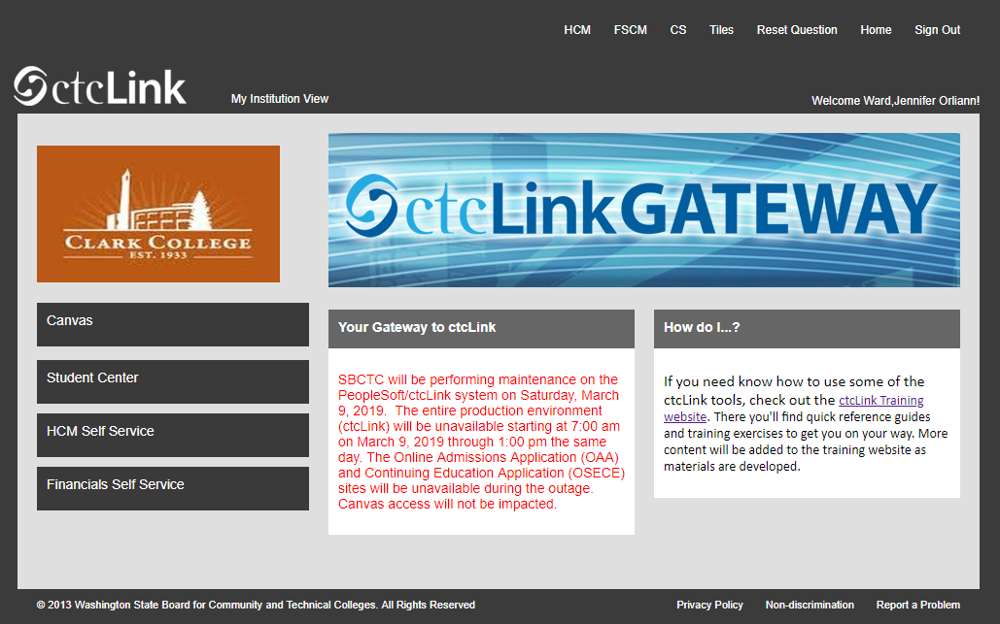 HCM FSCM CS Tiles Reset Question Home Sign Out
ctcLink
My Institution View
Welcome Ward,Jennifer Orliann!
CLARK COLLEGE
EST. 1933
ctcLinkGATEWAY
Canvas
Student Center
HCM Self Service
Financials Self Service
Your Gateway to ctcLink
SBCTC will be performing maintenance on the
PeopleSoft/ctcLink system on Saturday, March
9, 2019.  The entire production environment
(ctcLink) will be unavailable starting at 7:00 am
on March 9, 2019 through 1:00 pm the same
day. The Online Admissions Application (OAA)
and Continuing Education Application (OSECE)
sites will be unavailable during the outage.
Canvas access will not be impacted.
How do I...?
If you need know how to use some of the
ctcLink tools, check out the ctcLink Training
website. There you'll find quick reference guides
and training exercises to get you on your way. More
content will be added to the training website as
materials are developed.
© 2013 Washington State Board for Community and Technical Colleges. All Rights Reserved
Privacy Policy Non-discrimination Report a Problem